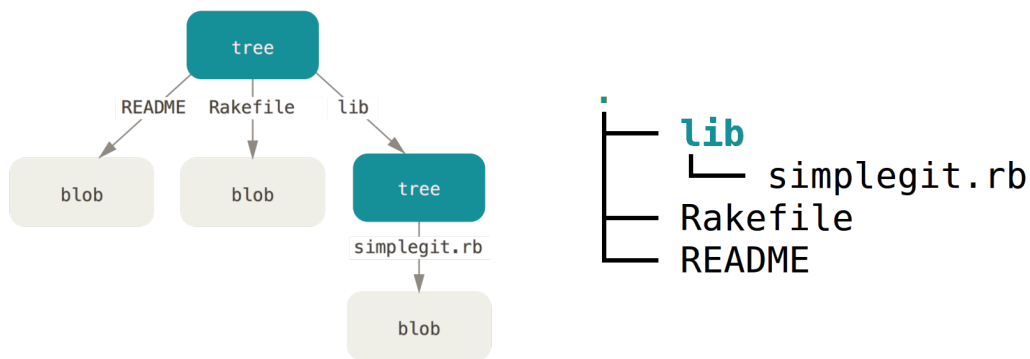 tree
README Rakefile lib
blob blob tree
simplegit.rb
blob
.
lib
simplegit.rb
Rakefile
README